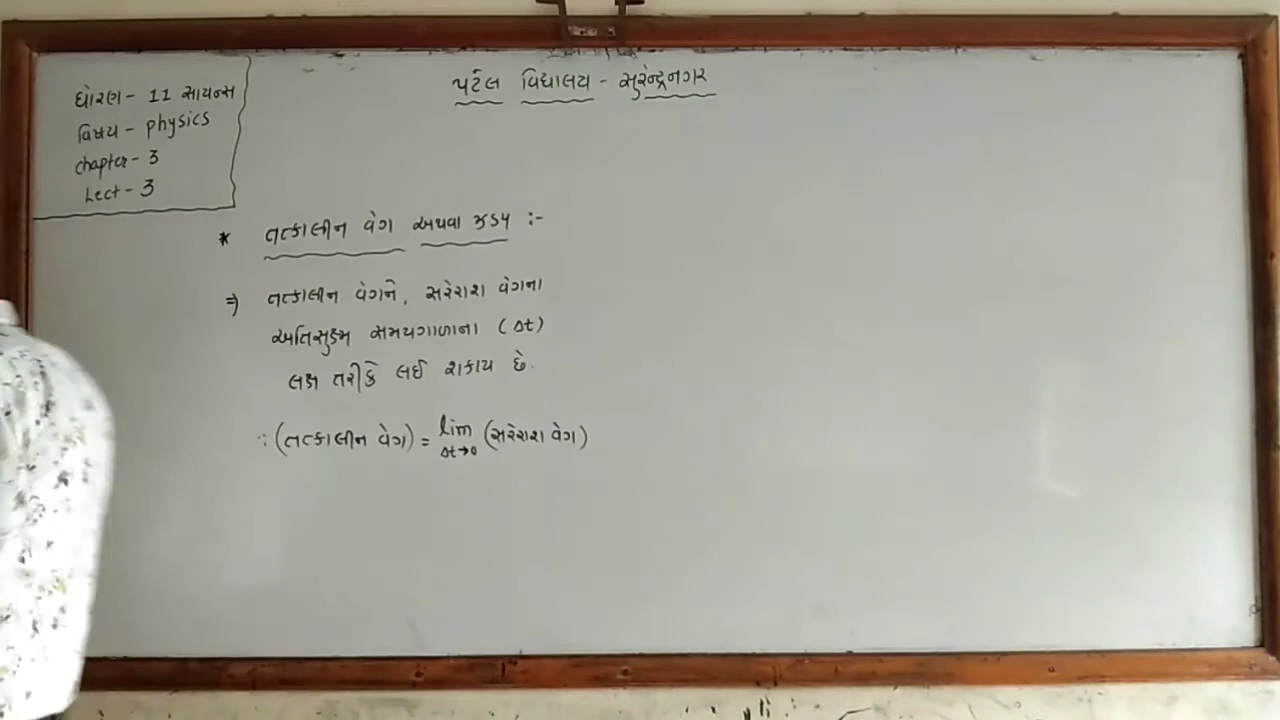 પટેલ વિદ્યાલય - સુરેન્દ્રનગર
ધોરણ - 11 સાયન્સ
વિષય - physics
chapter - 3
Lect - 3
* તત્કાલીન વેગ અથવા ઝડપ :-
⇒ તત્કાલીન વેગને, સરેરાશ વેગના
અતિસુક્ષ્મ સમયગાળાના (Δt)
લક્ષ તરીકે લઈ શકાય છે.
∴ (તત્કાલીન વેગ) = lim Δt→0 (સરેરાશ વેગ)